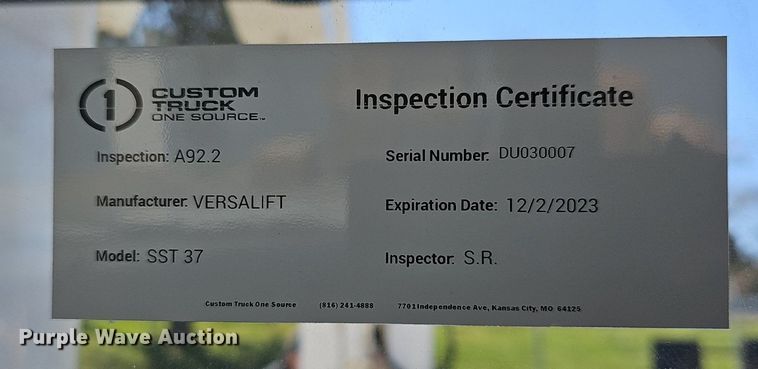 1 CUSTOM
TRUCK
ONE SOURCE™
Inspection Certificate
Inspection: A92.2
Serial Number: DU030007
Manufacturer: VERSALIFT
Expiration Date: 12/2/2023
Model: SST 37
Inspector: S.R.
Custom Truck One Source (816) 241-4888 7701 Independence Ave, Kansas City, MO 64125
Purple Wave Auction